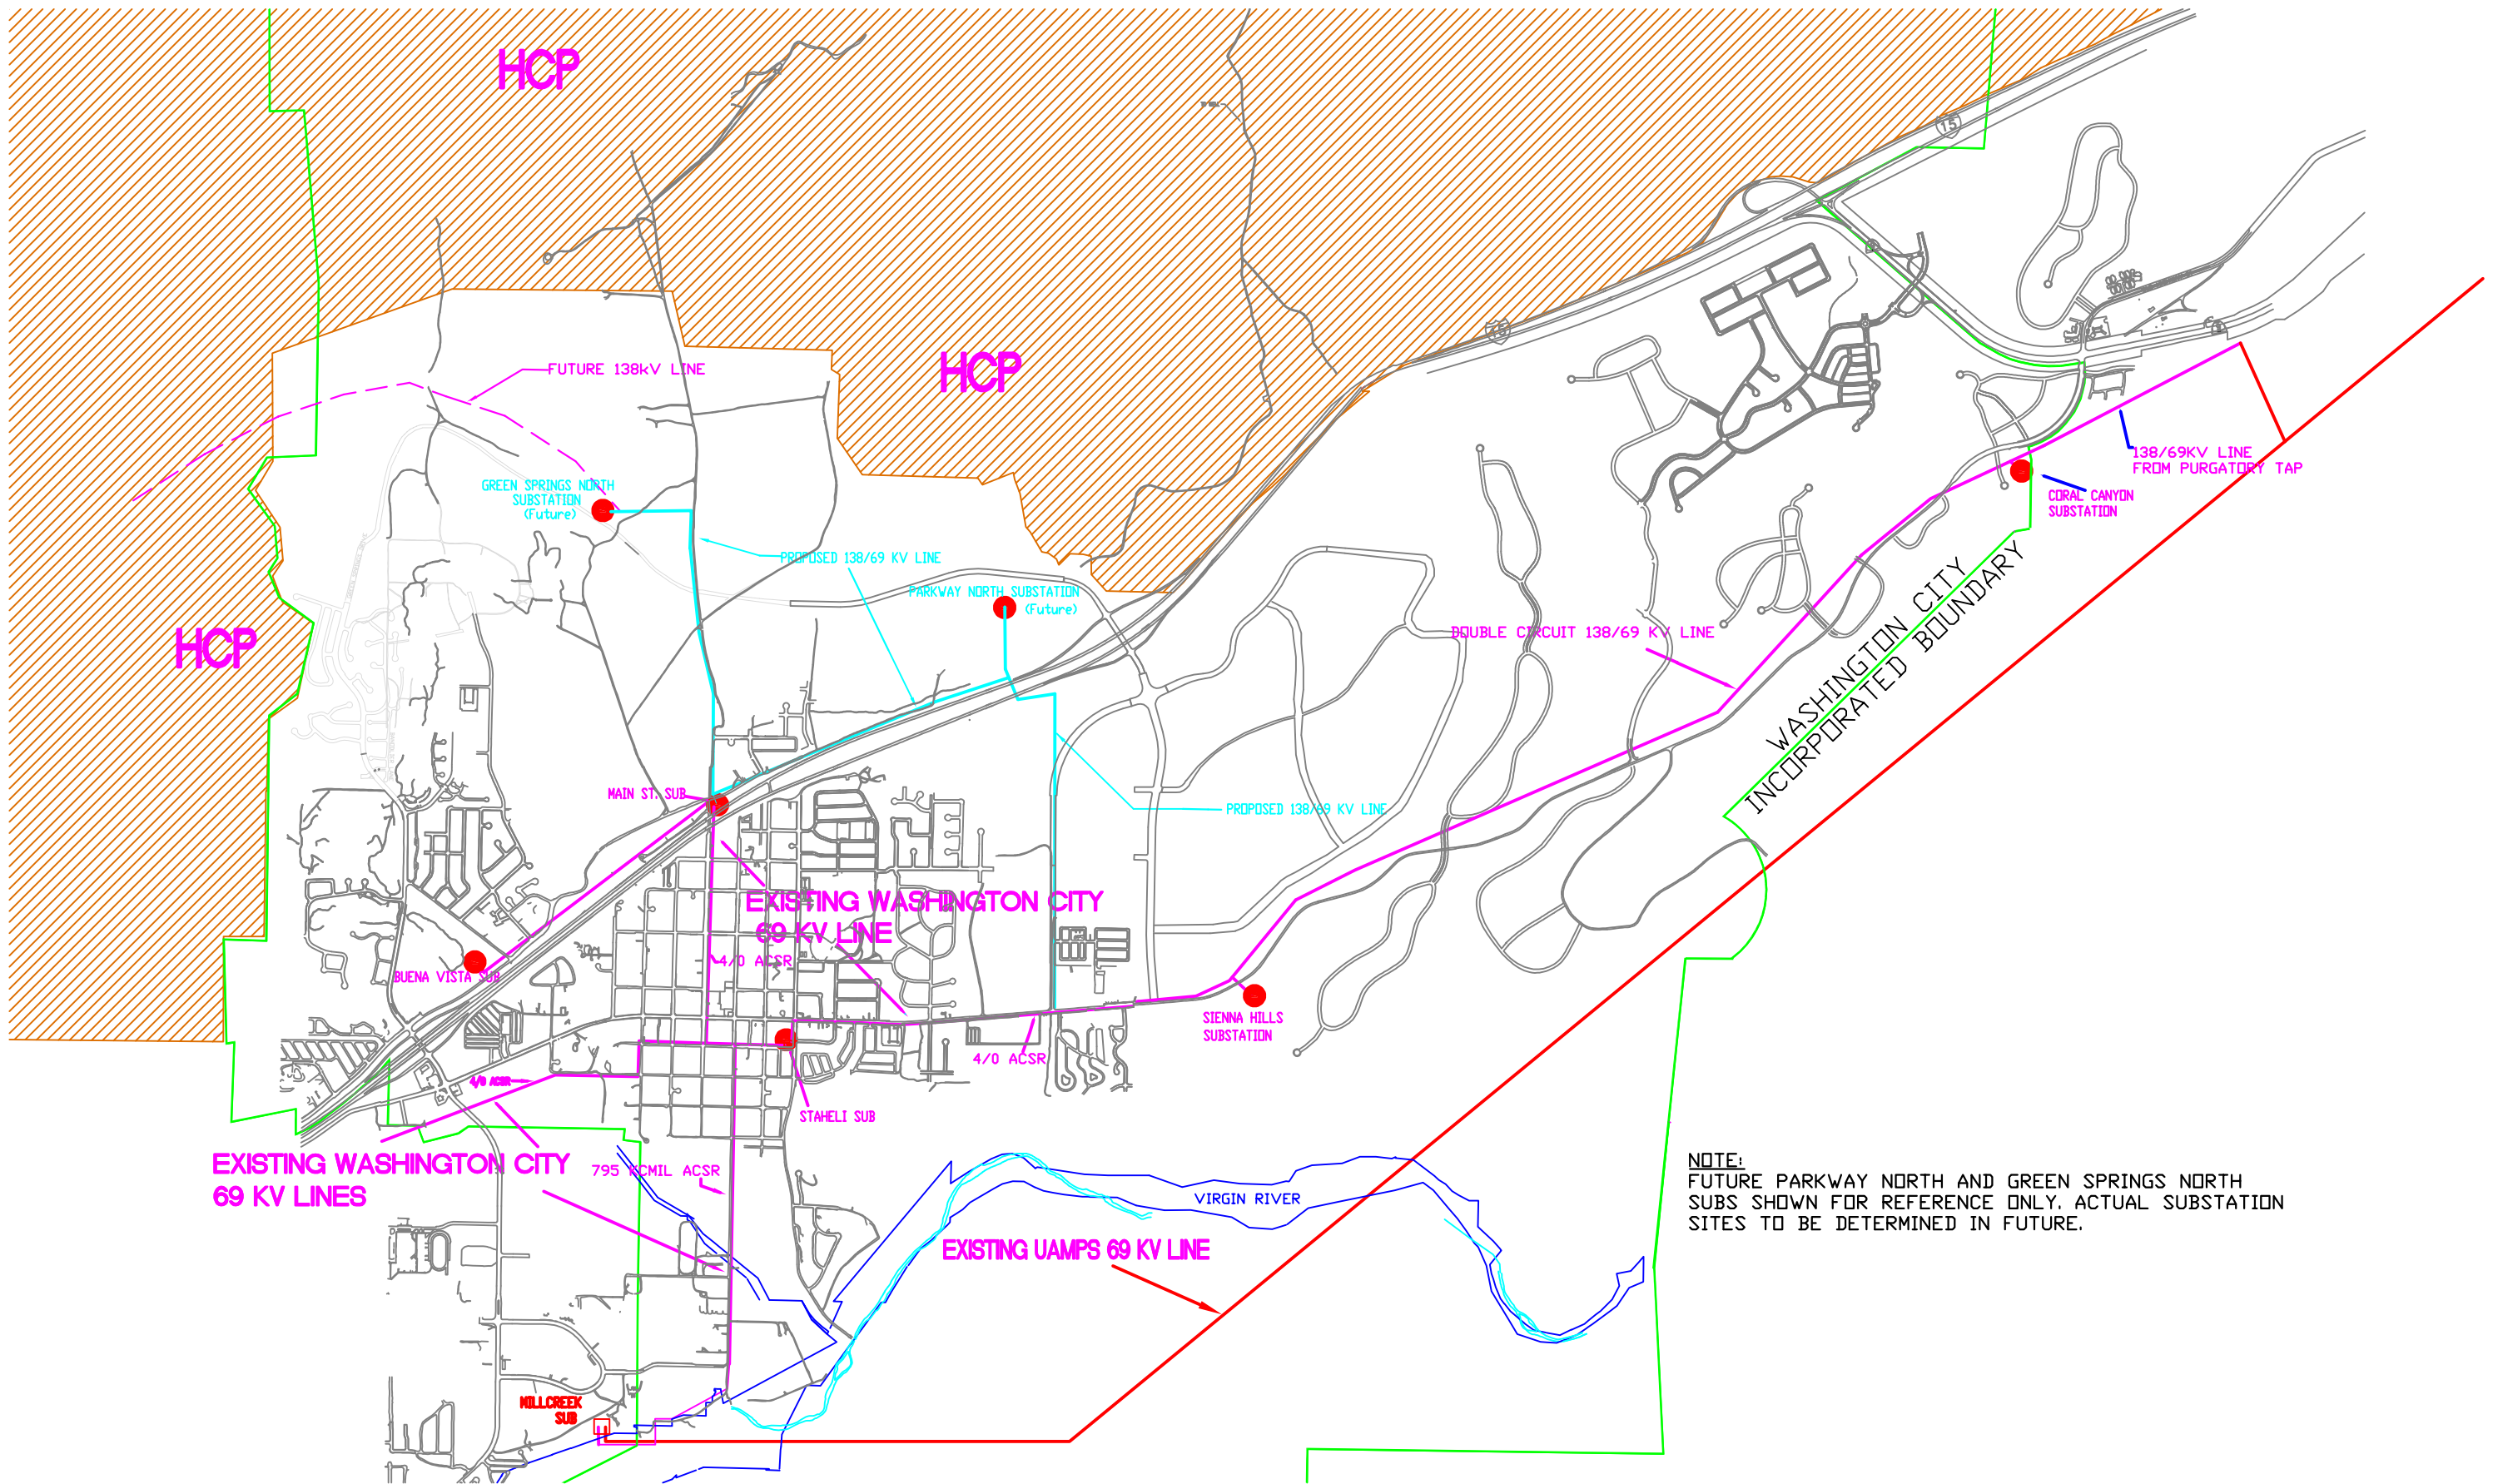 HCP
15
15
HCP
FUTURE 138kV LINE
138/69KV LINE
FROM PURGATORY TAP
GREEN SPRINGS NORTH
SUBSTATION
(Future)
CORAL CANYON
SUBSTATION
PROPOSED 138/69 KV LINE
PARKWAY NORTH SUBSTATION
(Future)
HCP
DOUBLE CIRCUIT 138/69 KV LINE
WASHINGTON CITY
INCORPORATED BOUNDARY
MAIN ST. SUB
PROPOSED 138/69 KV LINE
EXISTING WASHINGTON CITY
69 KV LINE
4/0 ACSR
BUENA VISTA SUB
SIENNA HILLS
SUBSTATION
4/0 ACSR
4/0 ACSR
STAHELI SUB
EXISTING WASHINGTON CITY
69 KV LINES
795 KCMIL ACSR
VIRGIN RIVER
NOTE:
FUTURE PARKWAY NORTH AND GREEN SPRINGS NORTH
SUBS SHOWN FOR REFERENCE ONLY. ACTUAL SUBSTATION
SITES TO BE DETERMINED IN FUTURE.
EXISTING UAMPS 69 KV LINE
MILLCREEK
SUB